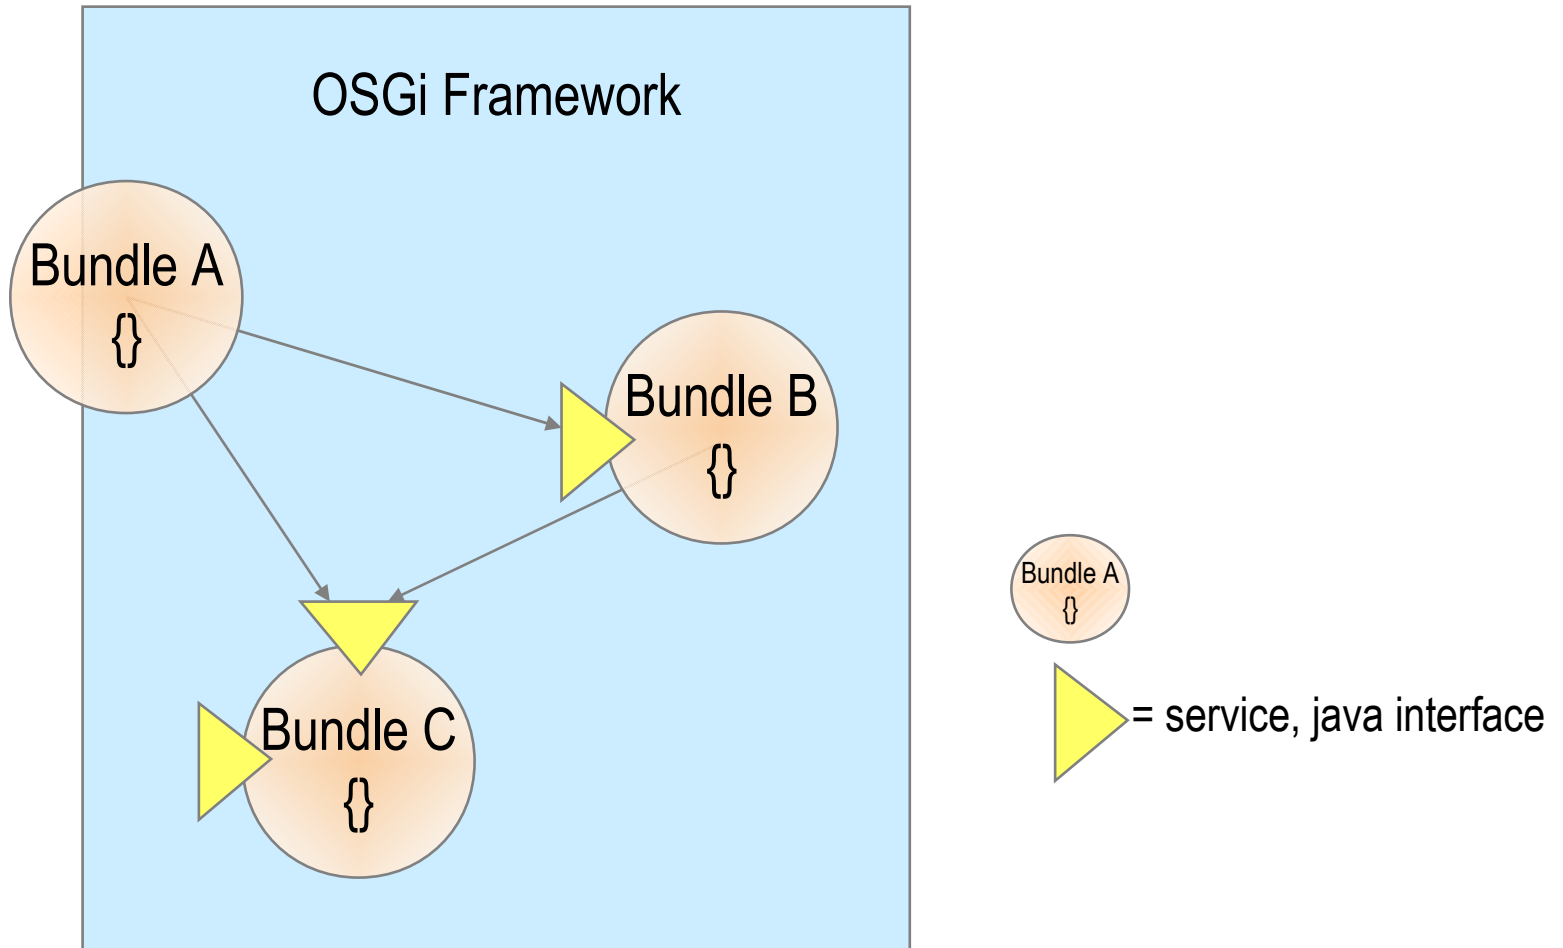 OSGi Framework
Bundle A
{}
Bundle B
{}
Bundle C
{}
Bundle A
{}
= service, java interface